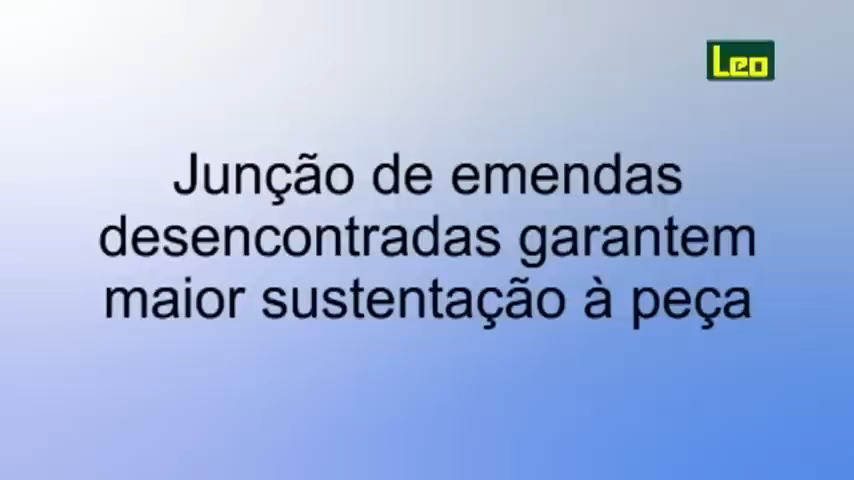 Leo
Junção de emendas
desencontradas garantem
maior sustentação à peça